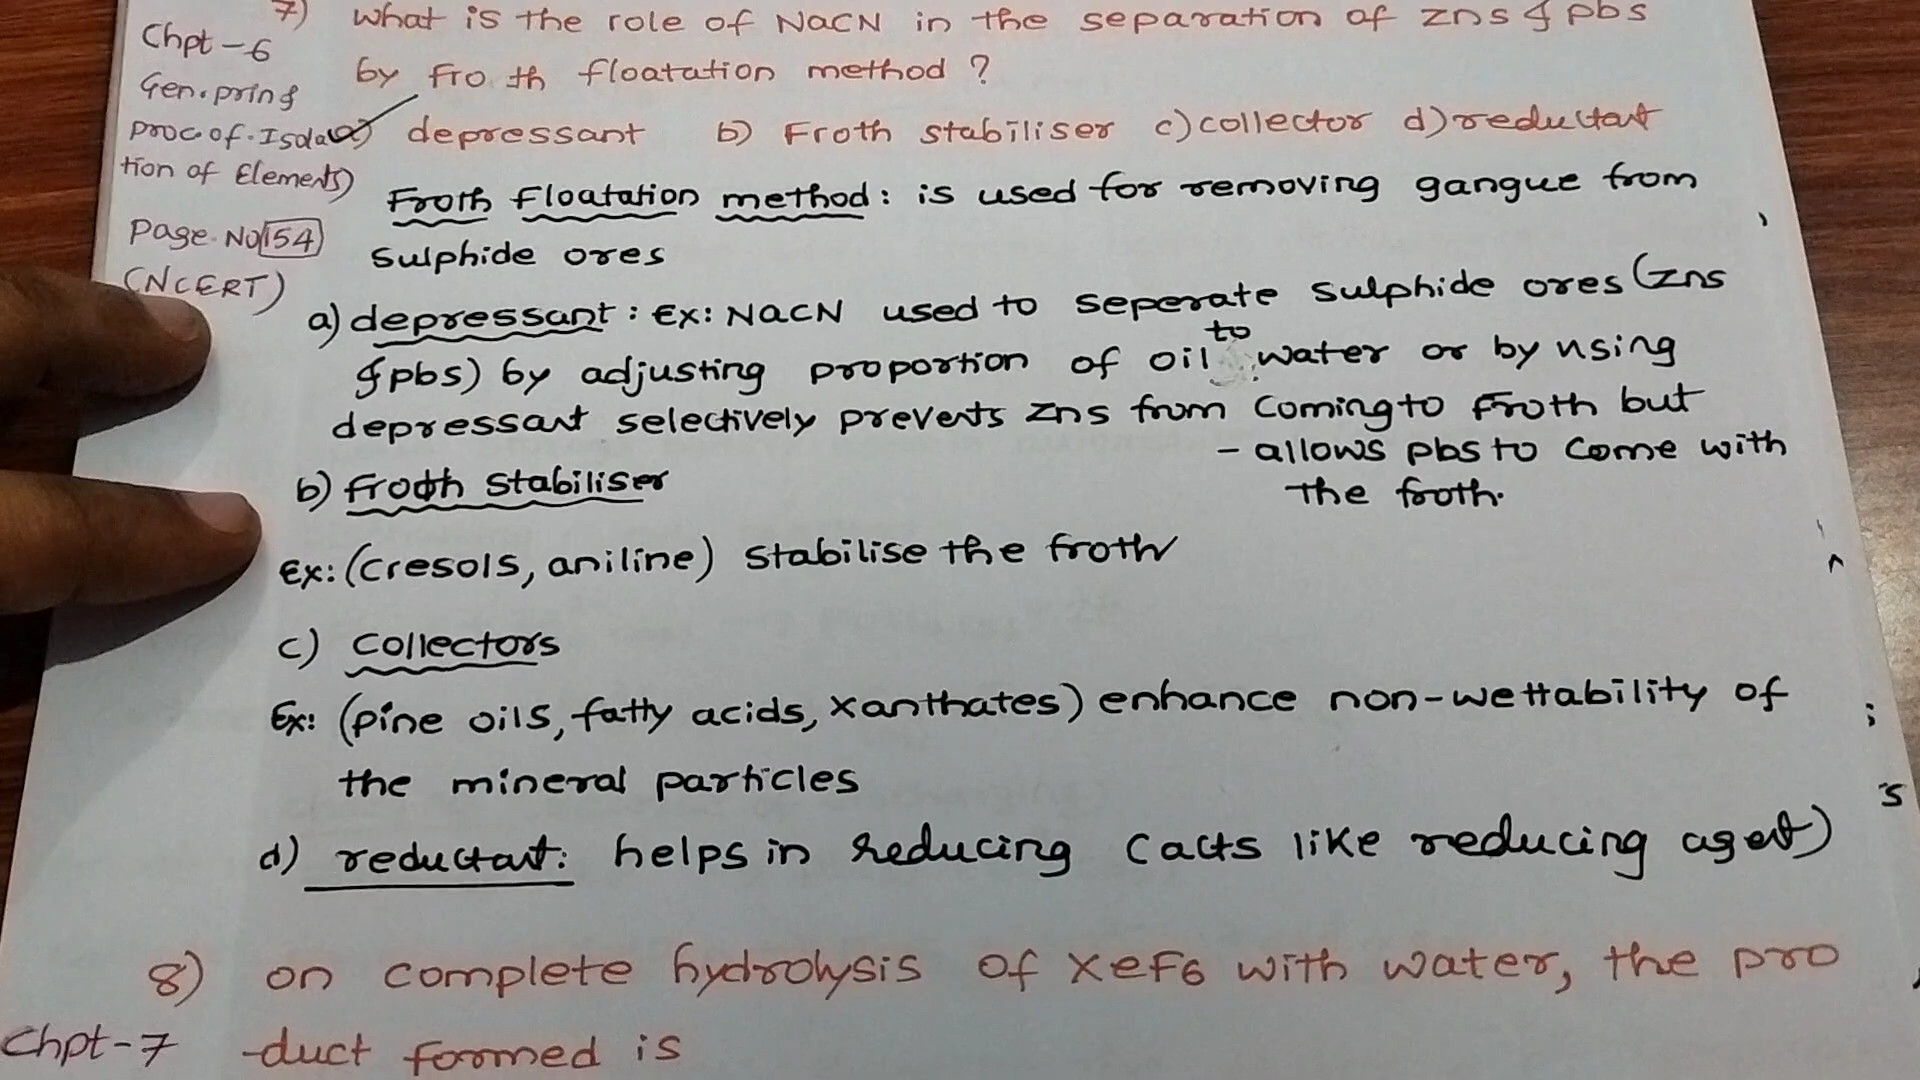 7) What is the role of NaCN in the separation of zns & pbs
by Froth floatation method ?
Chpt-6
Gen. prin &
proc of. Isola
tion of Elements)
Page. No 154
(NCERT)
a) depressant b) Froth stabiliser c) collector d) reductant
Froth Floatation method : is used for removing gangue from
sulphide ores
a) depressant : Ex: NaCN used to seperate sulphide ores (zns
& pbs) by adjusting proportion of oil to water or by using
depressant selectively prevents zns from coming to Froth but
- allows pbs to come with
the froth.
b) froth stabiliser
Ex: (cresols, aniline) stabilise the froth
c) collectors
Ex: (pine oils, fatty acids, xanthates) enhance non-wettability of
the mineral particles
d) reductant: helps in reducing (acts like reducing agent)
8) on complete hydrolysis of XeF6 with water, the pro
Chpt-7 -duct formed is